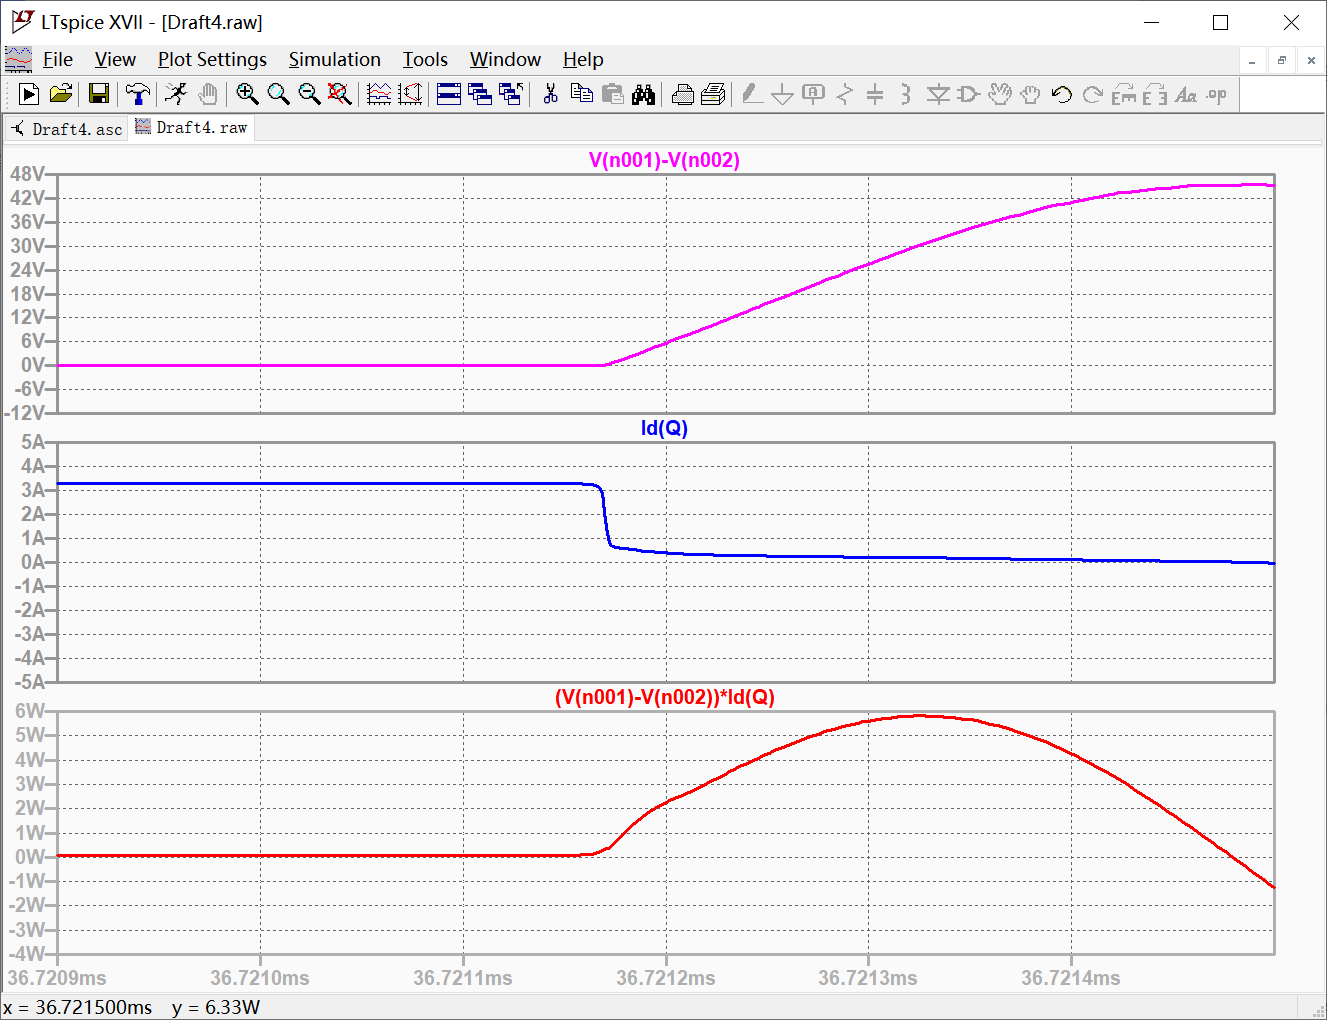 LTspice XVII - [Draft4.raw]
File View Plot Settings Simulation Tools Window Help
Draft4.asc Draft4.raw
V(n001)-V(n002)
48V
42V
36V
30V
24V
18V
12V
6V
0V
-6V
-12V
Id(Q)
5A
4A
3A
2A
1A
0A
-1A
-2A
-3A
-4A
-5A
(V(n001)-V(n002))*Id(Q)
6W
5W
4W
3W
2W
1W
0W
-1W
-2W
-3W
-4W
36.7209ms 36.7210ms 36.7211ms 36.7212ms 36.7213ms 36.7214ms
x = 36.721500ms y = 6.33W